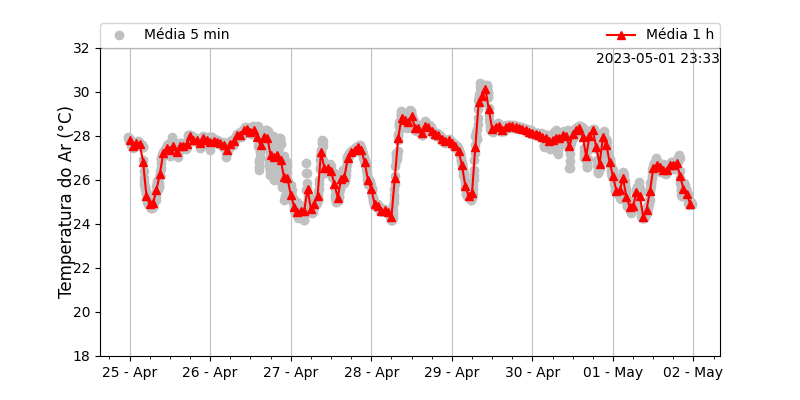 Média 5 min
Média 1 h
2023-05-01 23:33
Temperatura do Ar (°C)
32
30
28
26
24
22
20
18
25 - Apr
26 - Apr
27 - Apr
28 - Apr
29 - Apr
30 - Apr
01 - May
02 - May